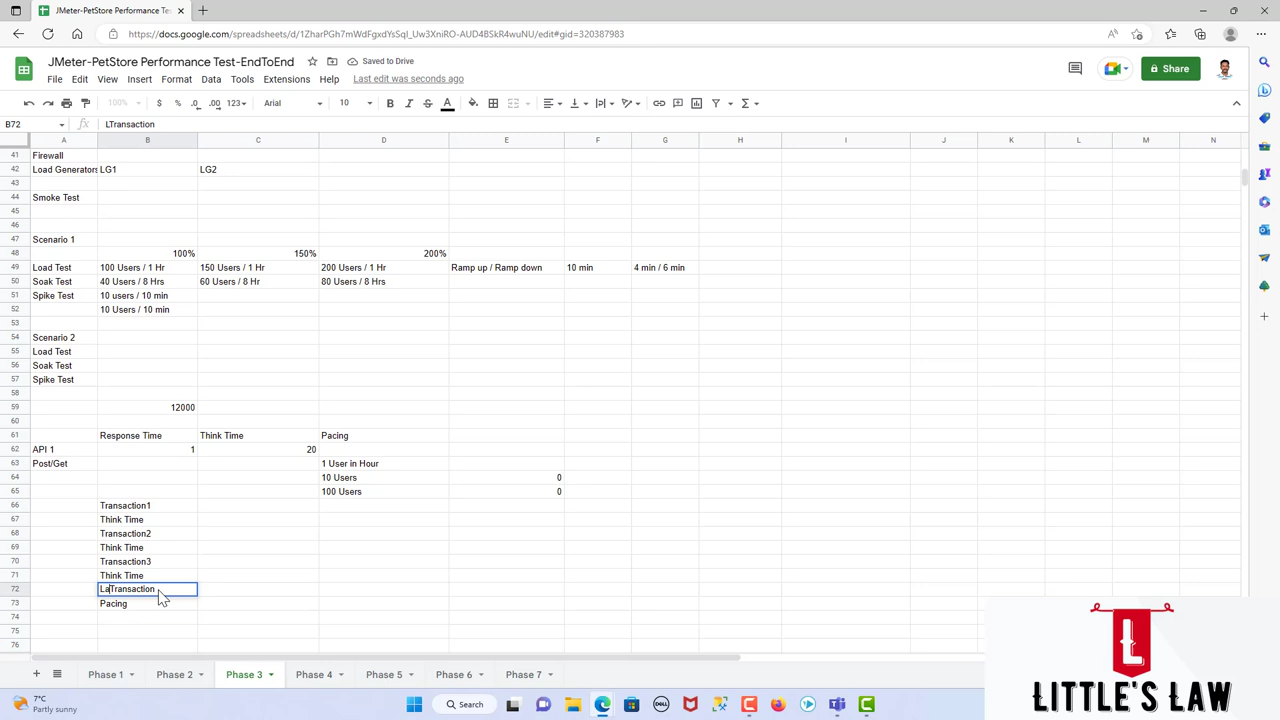 JMeter-PetStore Performance Test
https://docs.google.com/spreadsheets/d/1ZharPGh7mWdFgxdYsSqI_Uw3XniRO-AUD4BSkR4wuNU/edit#gid=320387983
JMeter-PetStore Performance Test-EndToEnd
Saved to Drive
Share
File Edit View Insert Format Data Tools Extensions Help Last edit was seconds ago
100% $ % .0 .00 123 Arial 10 B I S A
B72 fx LTransaction
A B C D E F G H I J K L M N
41 Firewall
42 Load Generators LG1 LG2
43
44 Smoke Test
45
46
47 Scenario 1
48 100% 150% 200%
49 Load Test 100 Users / 1 Hr 150 Users / 1 Hr 200 Users / 1 Hr Ramp up / Ramp down 10 min 4 min / 6 min
50 Soak Test 40 Users / 8 Hrs 60 Users / 8 Hr 80 Users / 8 Hrs
51 Spike Test 10 users / 10 min
52 10 Users / 10 min
53
54 Scenario 2
55 Load Test
56 Soak Test
57 Spike Test
58
59 12000
60
61 Response Time Think Time Pacing
62 API 1 1 20
63 Post/Get 1 User in Hour
64 10 Users 0
65 100 Users 0
66 Transaction1
67 Think Time
68 Transaction2
69 Think Time
70 Transaction3
71 Think Time
72 LaTransaction
73 Pacing
74
75
76
Phase 1 Phase 2 Phase 3 Phase 4 Phase 5 Phase 6 Phase 7
L
LITTLE'S LAW
7°C
Partly sunny
Search